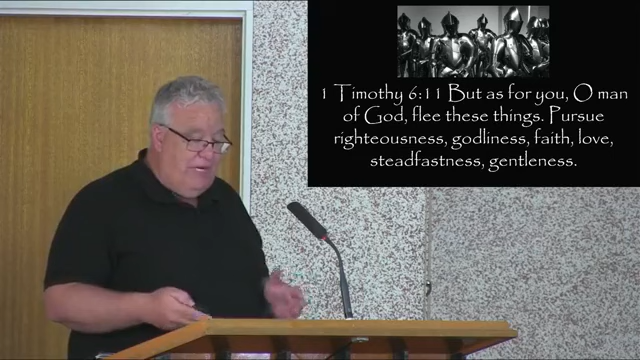 1 Timothy 6:11 But as for you, O man
of God, flee these things. Pursue
righteousness, godliness, faith, love,
steadfastness, gentleness.